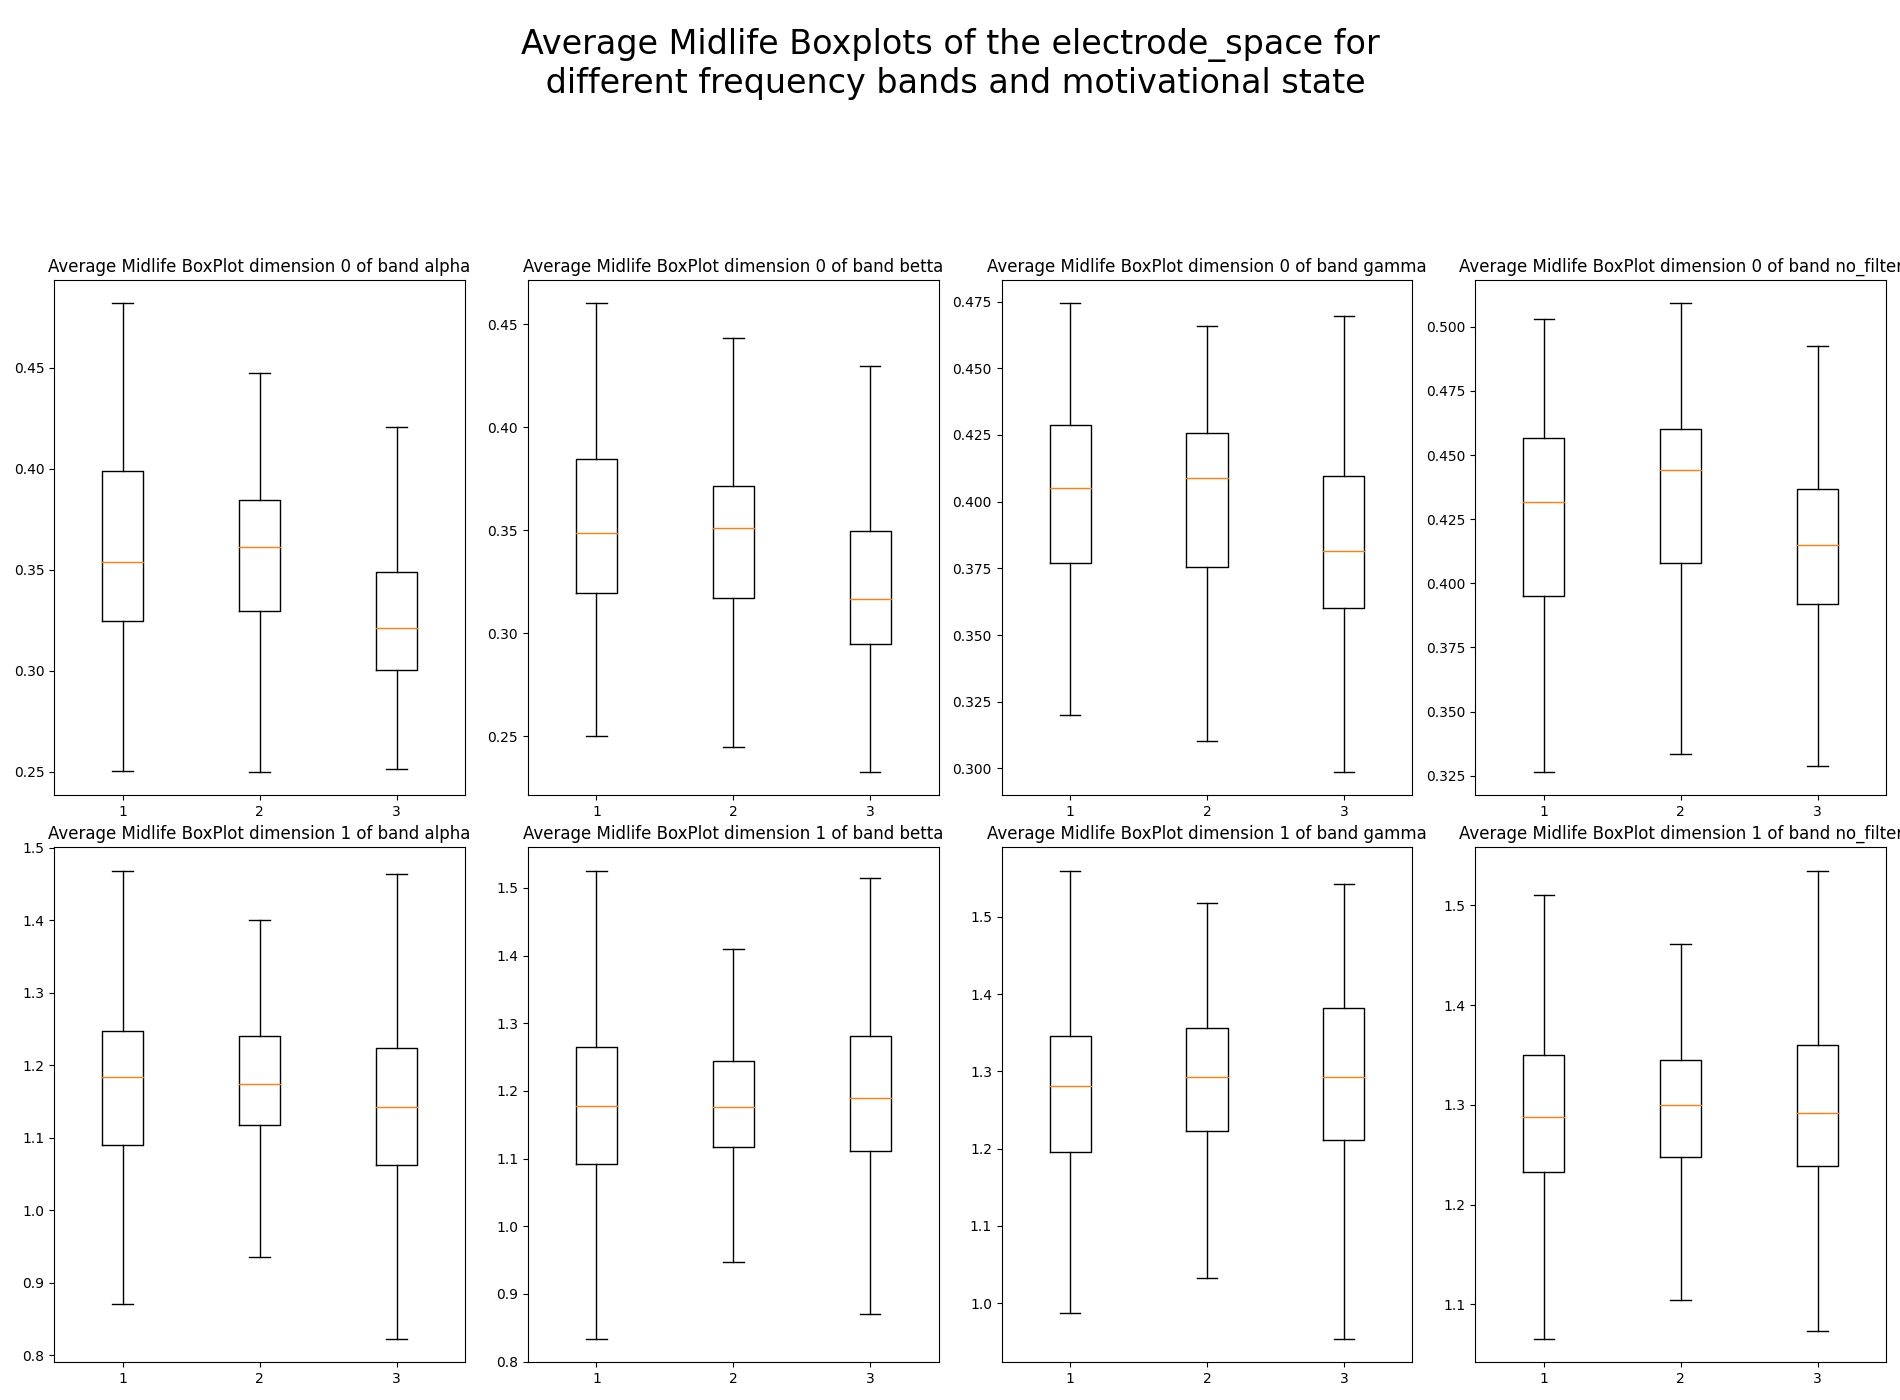 Average Midlife Boxplots of the electrode_space for
different frequency bands and motivational state
Average Midlife BoxPlot dimension 0 of band alpha
0.45
0.40
0.35
0.30
0.25
1 2 3
Average Midlife BoxPlot dimension 0 of band betta
0.45
0.40
0.35
0.30
0.25
1 2 3
Average Midlife BoxPlot dimension 0 of band gamma
0.475
0.450
0.425
0.400
0.375
0.350
0.325
0.300
1 2 3
Average Midlife BoxPlot dimension 0 of band no_filter
0.500
0.475
0.450
0.425
0.400
0.375
0.350
0.325
1 2 3
Average Midlife BoxPlot dimension 1 of band alpha
1.5
1.4
1.3
1.2
1.1
1.0
0.9
0.8
1 2 3
Average Midlife BoxPlot dimension 1 of band betta
1.5
1.4
1.3
1.2
1.1
1.0
0.9
0.8
1 2 3
Average Midlife BoxPlot dimension 1 of band gamma
1.5
1.4
1.3
1.2
1.1
1.0
1 2 3
Average Midlife BoxPlot dimension 1 of band no_filter
1.5
1.4
1.3
1.2
1.1
1 2 3